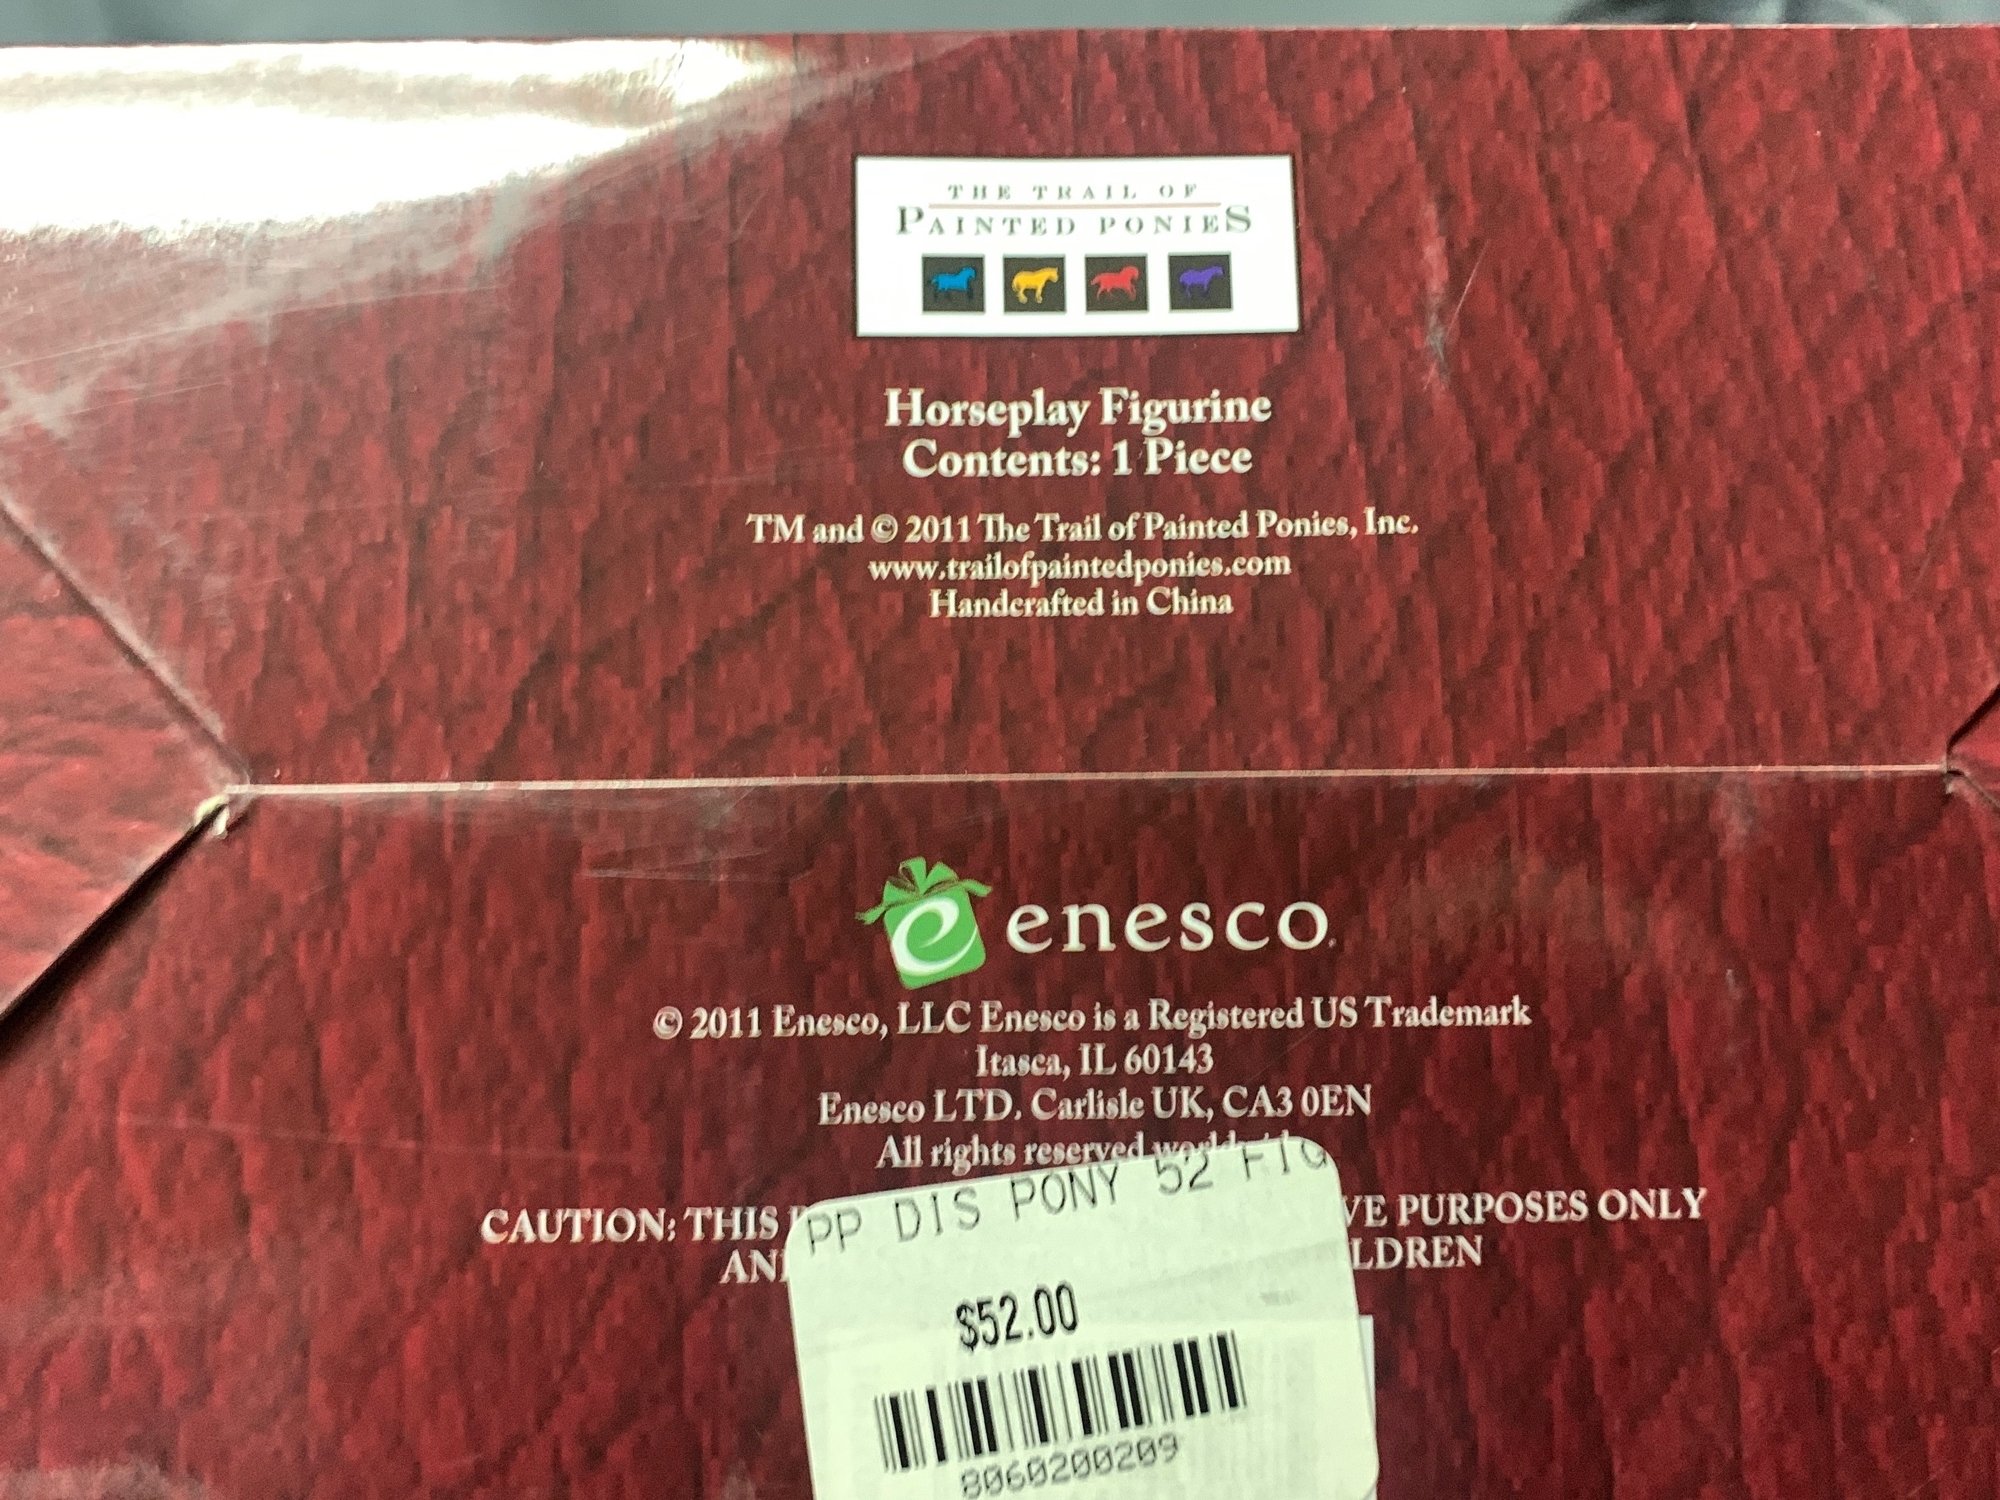 THE TRAIL OF
PAINTED PONIES
Horseplay Figurine
Contents: 1 Piece
TM and © 2011 The Trail of Painted Ponies, Inc.
www.trailofpaintedponies.com
Handcrafted in China
e enesco.
© 2011 Enesco, LLC Enesco is a Registered US Trademark
Itasca, IL 60143
Enesco LTD. Carlisle UK, CA3 0EN
All rights reserved
CAUTION: THIS PURPOSES ONLY
PP DIS PONY 52 FIG
$52.00
8060200209